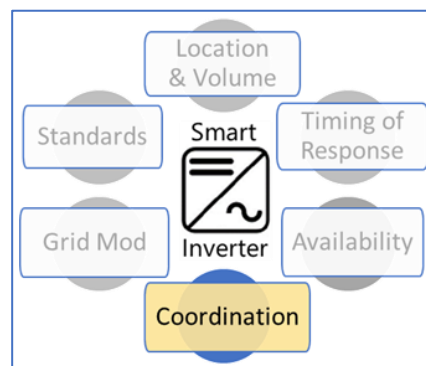 Location
& Volume
Standards
Smart
Timing of
Response
Grid Mod
Inverter
Availability
Coordination